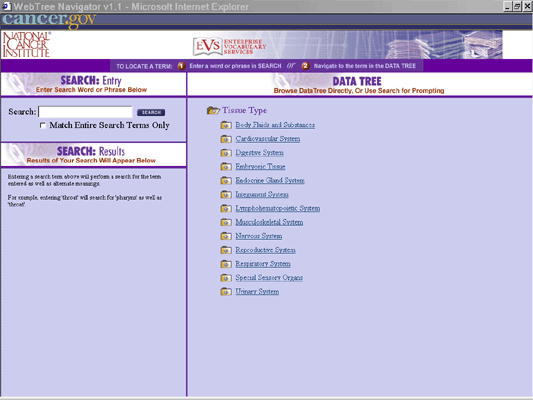 WebTree Navigator v1.1 - Microsoft Internet Explorer
cancer.gov
NATIONAL
CANCER
INSTITUTE
EVS
ENTERPRISE
VOCABULARY
SERVICES
TO LOCATE A TERM: 1 Enter a word or phrase in SEARCH or 2 Navigate to the term in the DATA TREE
SEARCH: Entry
Enter Search Word or Phrase Below
DATA TREE
Browse DataTree Directly, Or Use Search for Prompting
Search: SEARCH
Match Entire Search Terms Only
SEARCH: Results
Results of Your Search Will Appear Below
Entering a search term above will perform a search for the term
entered as well as alternate meanings.
For example, entering 'throat' will search for 'pharynx' as well as
'throat'.
Tissue Type
Body Fluids and Substances
Cardiovascular System
Digestive System
Embryonic Tissue
Endocrine Gland System
Integument System
Lymphohematopoietic System
Musculoskeletal System
Nervous System
Reproductive System
Respiratory System
Special Sensory Organs
Urinary System